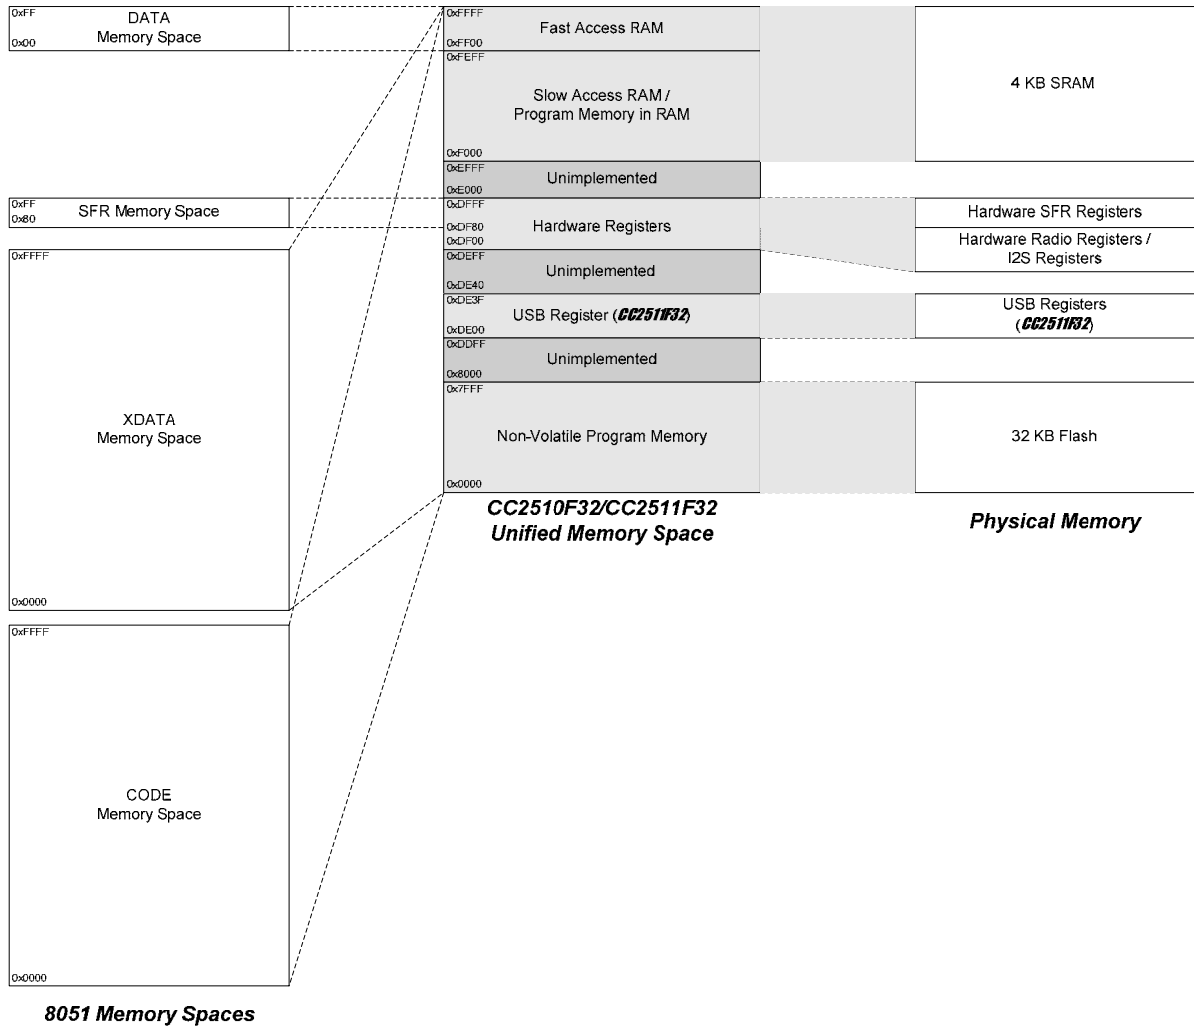 0xFF
DATA
Memory Space
0x00
0xFF
SFR Memory Space
0x80
0xFFFF
XDATA
Memory Space
0x0000
0xFFFF
CODE
Memory Space
0x0000
8051 Memory Spaces
0xFFFF
Fast Access RAM
0xFF00
0xFEFF
Slow Access RAM /
Program Memory in RAM
0xF000
0xEFFF
Unimplemented
0xE000
0xDFFF
Hardware Registers
0xDF80
0xDF00
0xDEFF
Unimplemented
0xDE40
0xDE3F
USB Register (CC2511F32)
0xDE00
0xDDFF
Unimplemented
0x8000
0x7FFF
Non-Volatile Program Memory
0x0000
CC2510F32/CC2511F32
Unified Memory Space
4 KB SRAM
Hardware SFR Registers
Hardware Radio Registers /
I2S Registers
USB Registers
(CC2511F32)
32 KB Flash
Physical Memory